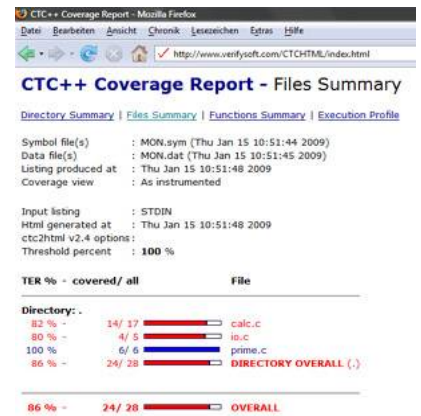 CTC++ Coverage Report - Mozilla Firefox
Datei Bearbeiten Ansicht Chronik Lesezeichen Extras Hilfe
http://www.verifysoft.com/CTCHTML/index.html
CTC++ Coverage Report - Files Summary
Directory Summary | Files Summary | Functions Summary | Execution Profile
Symbol file(s) : MON.sym (Thu Jan 15 10:51:44 2009)
Data file(s) : MON.dat (Thu Jan 15 10:51:45 2009)
Listing produced at : Thu Jan 15 10:51:48 2009
Coverage view : As instrumented
Input listing : STDIN
Html generated at : Thu Jan 15 10:51:48 2009
ctc2html v2.4 options :
Threshold percent : 100 %
TER % - covered/ all File
Directory: .
82 % - 14/ 17 calc.c
80 % - 4/ 5 io.c
100 % 6/ 6 prime.c
86 % - 24/ 28 DIRECTORY OVERALL (.)
86 % - 24/ 28 OVERALL